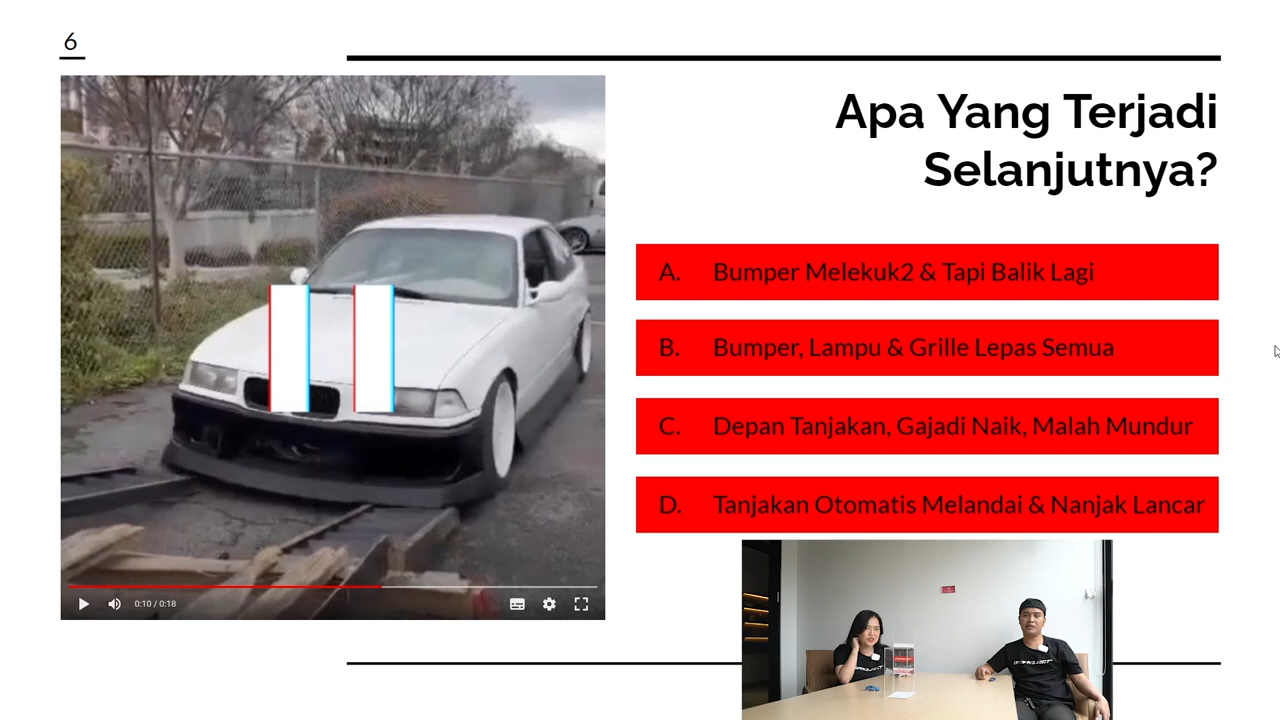 6
Apa Yang Terjadi
Selanjutnya?
A. Bumper Melekuk2 & Tapi Balik Lagi
B. Bumper, Lampu & Grille Lepas Semua
C. Depan Tanjakan, Gajadi Naik, Malah Mundur
D. Tanjakan Otomatis Melandai & Nanjak Lancar
0:10 / 0:18